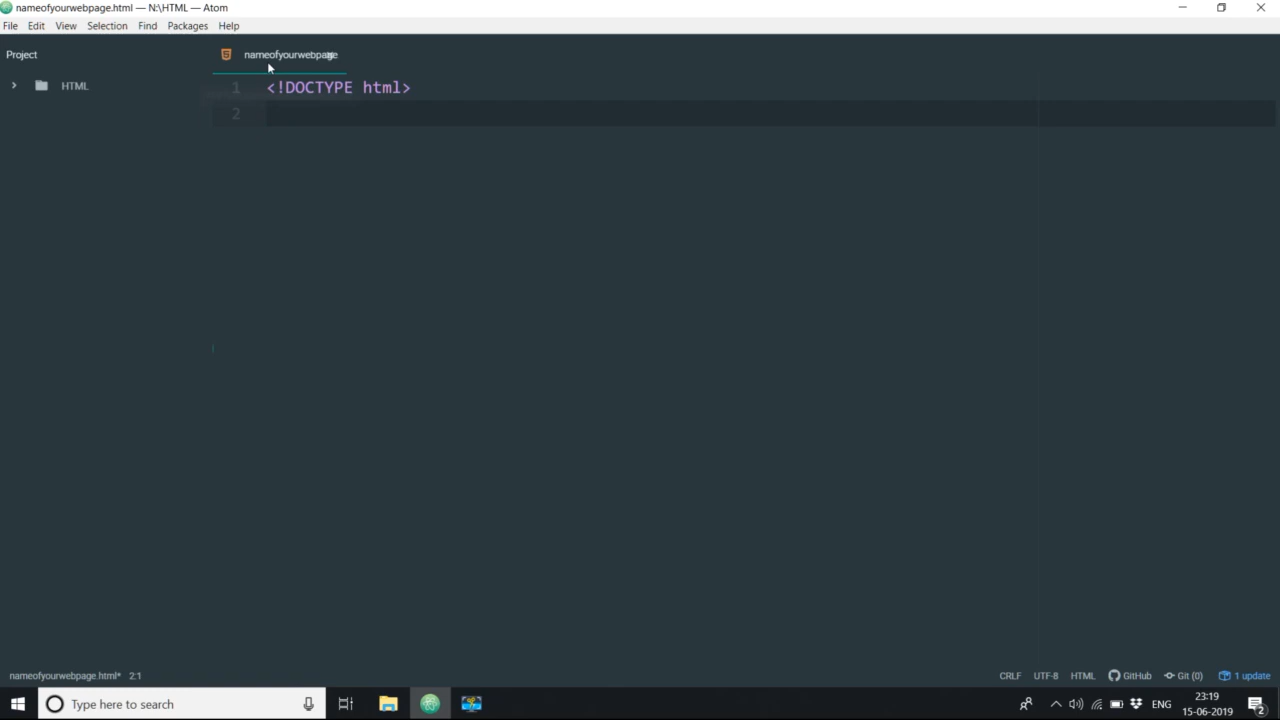 nameofyourwebpage.html — N:\HTML — Atom
File Edit View Selection Find Packages Help
Project
nameofyourwebpage
HTML
1 <!DOCTYPE html>
2
nameofyourwebpage.html* 2:1
CRLF UTF-8 HTML GitHub Git (0) 1 update
Type here to search
ENG
23:19
15-06-2019
2